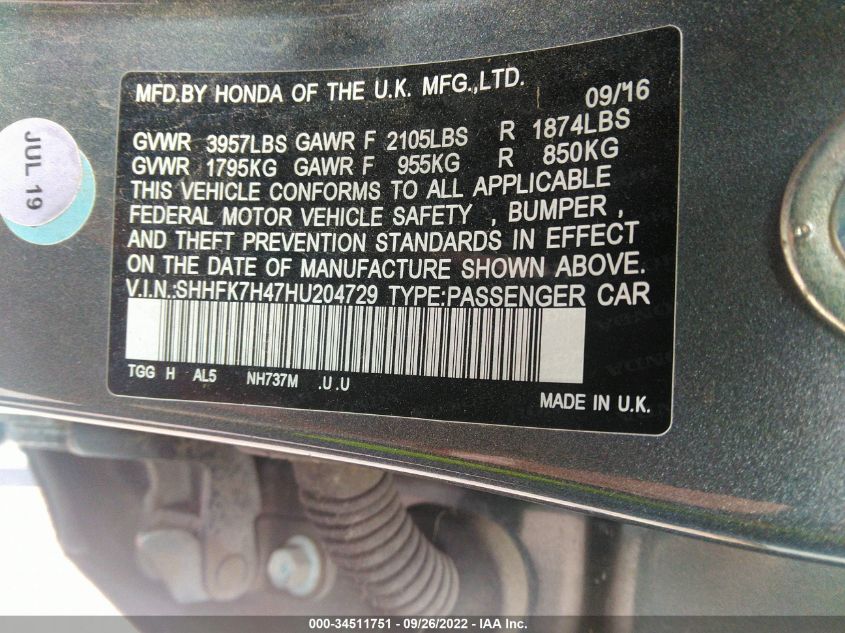 MFD.BY HONDA OF THE U.K. MFG.,LTD. 09/16
GVWR 3957LBS GAWR F 2105LBS R 1874LBS
GVWR 1795KG GAWR F 955KG R 850KG
THIS VEHICLE CONFORMS TO ALL APPLICABLE
FEDERAL MOTOR VEHICLE SAFETY , BUMPER ,
AND THEFT PREVENTION STANDARDS IN EFFECT
ON THE DATE OF MANUFACTURE SHOWN ABOVE.
V.I.N.:SHHFK7H47HU204729 TYPE:PASSENGER CAR
TGG H AL5 NH737M .U.U
MADE IN U.K.
JUL 19
000-34511751 - 09/26/2022 - IAA Inc.